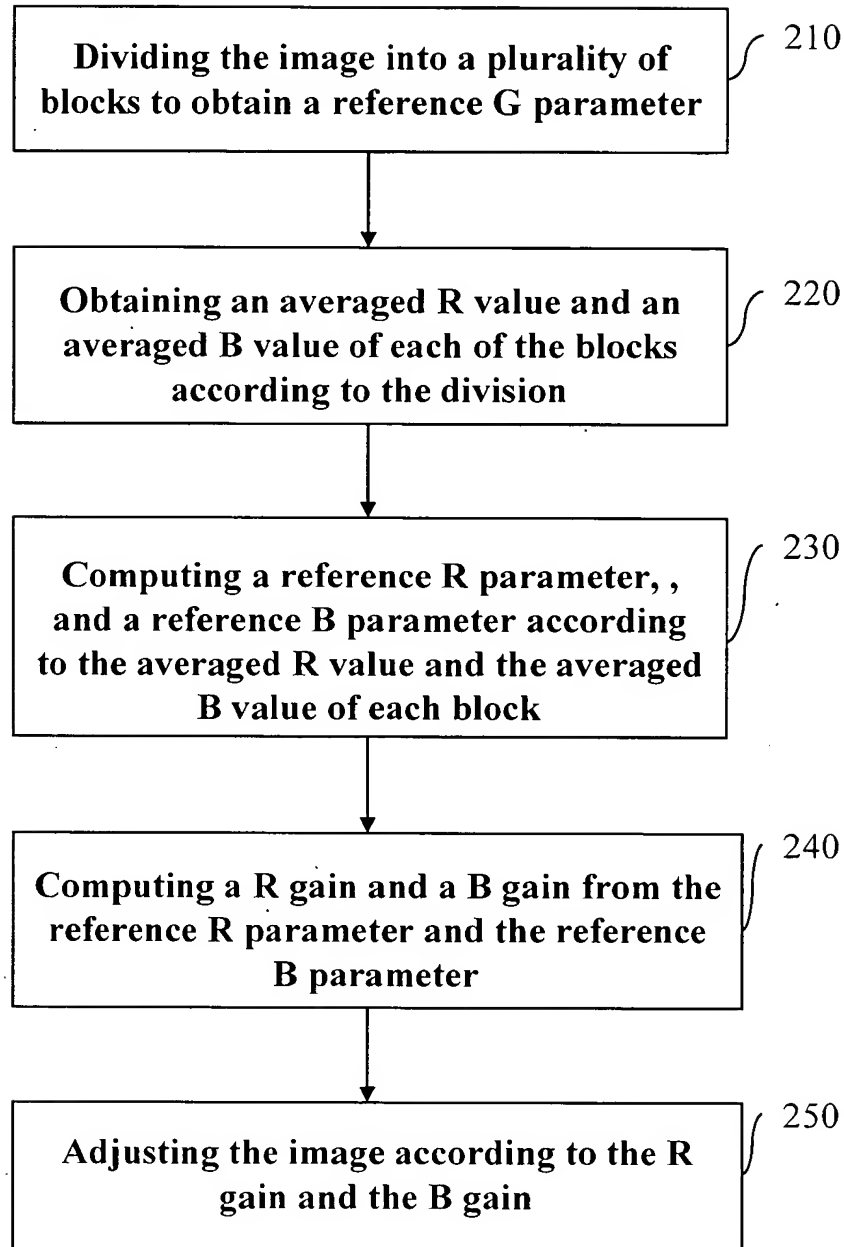 Dividing the image into a plurality of
blocks to obtain a reference G parameter
210
Obtaining an averaged R value and an
averaged B value of each of the blocks
according to the division
220
Computing a reference R parameter, ,
and a reference B parameter according
to the averaged R value and the averaged
B value of each block
230
Computing a R gain and a B gain from the
reference R parameter and the reference
B parameter
240
Adjusting the image according to the R
gain and the B gain
250